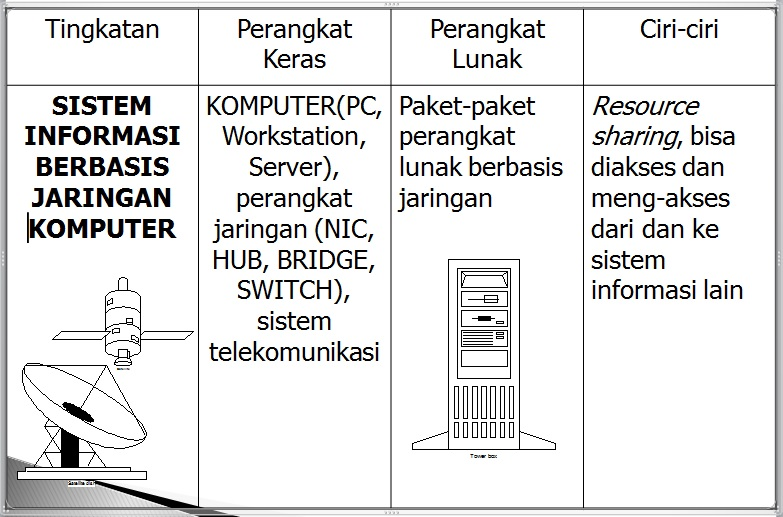 Tingkatan
Perangkat
Keras
Perangkat
Lunak
Ciri-ciri
SISTEM
INFORMASI
BERBASIS
JARINGAN
KOMPUTER
KOMPUTER(PC,
Workstation,
Server),
perangkat
jaringan (NIC,
HUB, BRIDGE,
SWITCH),
sistem
telekomunikasi
Paket-paket
perangkat
lunak berbasis
jaringan
Resource
sharing, bisa
diakses dan
meng-akses
dari dan ke
sistem
informasi lain
Tower box